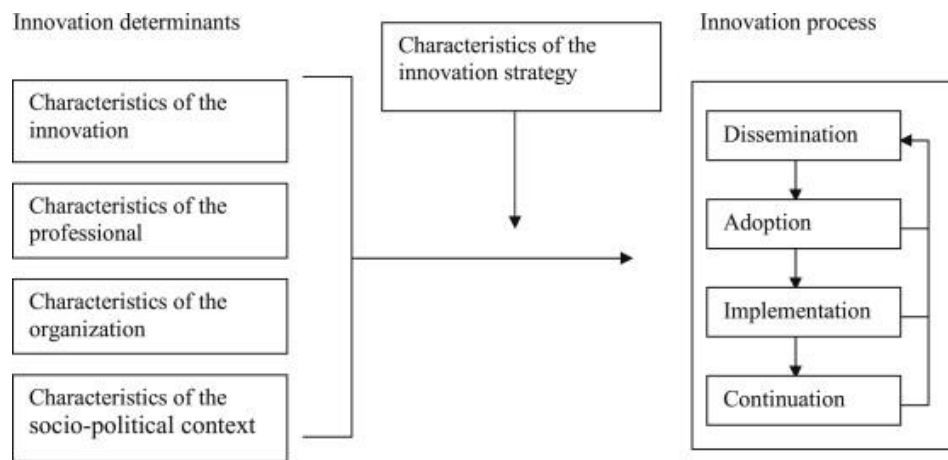 Innovation determinants
Characteristics of the
innovation strategy
Innovation process
Characteristics of the
innovation
Characteristics of the
professional
Characteristics of the
organization
Characteristics of the
socio-political context
Dissemination
Adoption
Implementation
Continuation